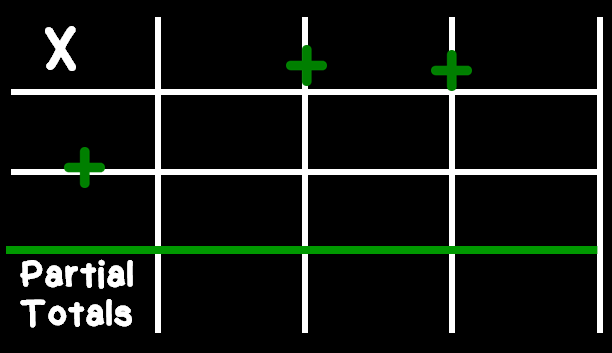 X + +
+
Partial
Totals